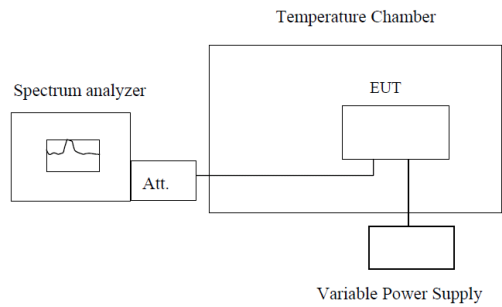 Temperature Chamber
Spectrum analyzer
EUT
Att.
Variable Power Supply